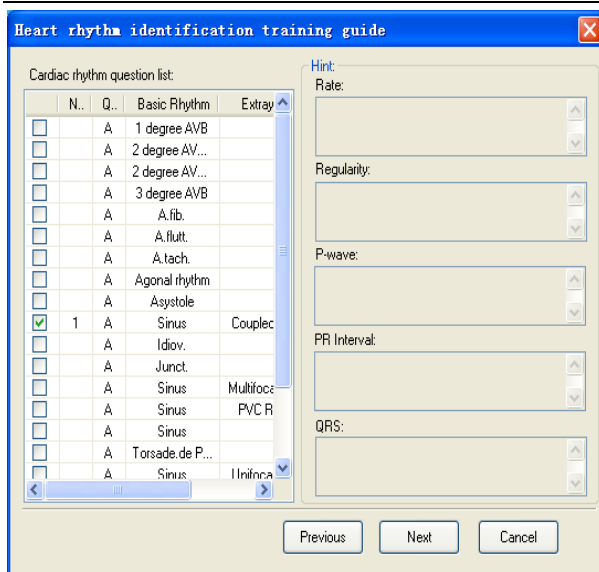 Heart rhythm identification training guide
Cardiac rhythm question list:
N.. Q.. Basic Rhythm Extray
A 1 degree AVB
A 2 degree AV...
A 2 degree AV...
A 3 degree AVB
A A.fib.
A A.flutt.
A A.tach.
A Agonal rhythm
A Asystole
1 A Sinus Coupled
A Idiov.
A Junct.
A Sinus Multifoca
A Sinus PVC R
A Sinus
A Torsade.de P...
A Sinus Unifoca
Hint:
Rate:
Regularity:
P-wave:
PR Interval:
QRS:
Previous Next Cancel